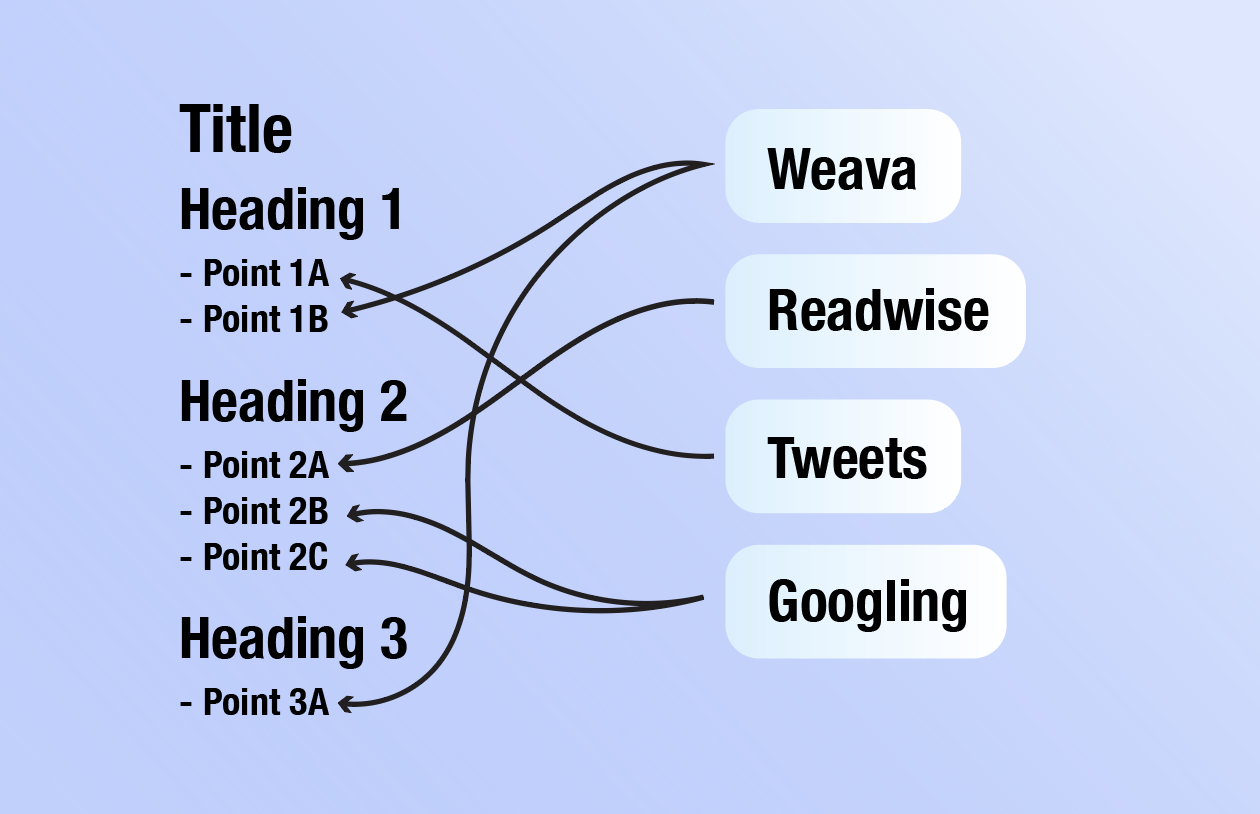 Title
Heading 1
- Point 1A
- Point 1B
Heading 2
- Point 2A
- Point 2B
- Point 2C
Heading 3
- Point 3A
Weava
Readwise
Tweets
Googling